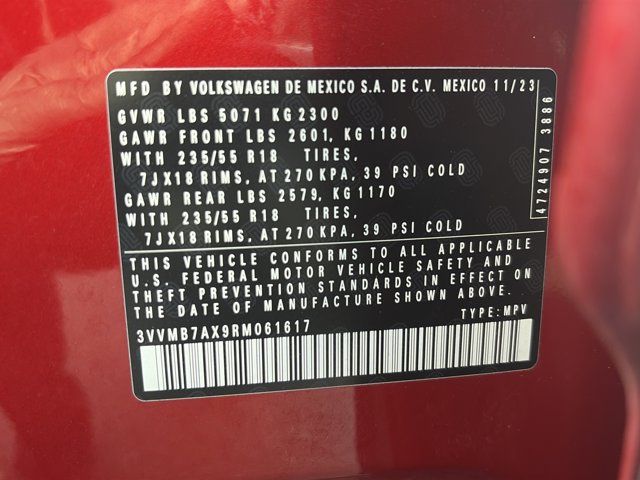 MFD BY VOLKSWAGEN DE MEXICO S.A. DE C.V. MEXICO 11/23
GVWR LBS 5071 KG 2300
GAWR FRONT LBS 2601, KG 1180
WITH 235/55 R18 TIRES,
7JX18 RIMS, AT 270 KPA, 39 PSI COLD
GAWR REAR LBS 2579, KG 1170
WITH 235/55 R18 TIRES,
7JX18 RIMS, AT 270 KPA, 39 PSI COLD
THIS VEHICLE CONFORMS TO ALL APPLICABLE
U.S. FEDERAL MOTOR VEHICLE SAFETY AND
THEFT PREVENTION STANDARDS IN EFFECT ON
THE DATE OF MANUFACTURE SHOWN ABOVE.
3VVMB7AX9RM061617 TYPE: MPV
4724907 3886